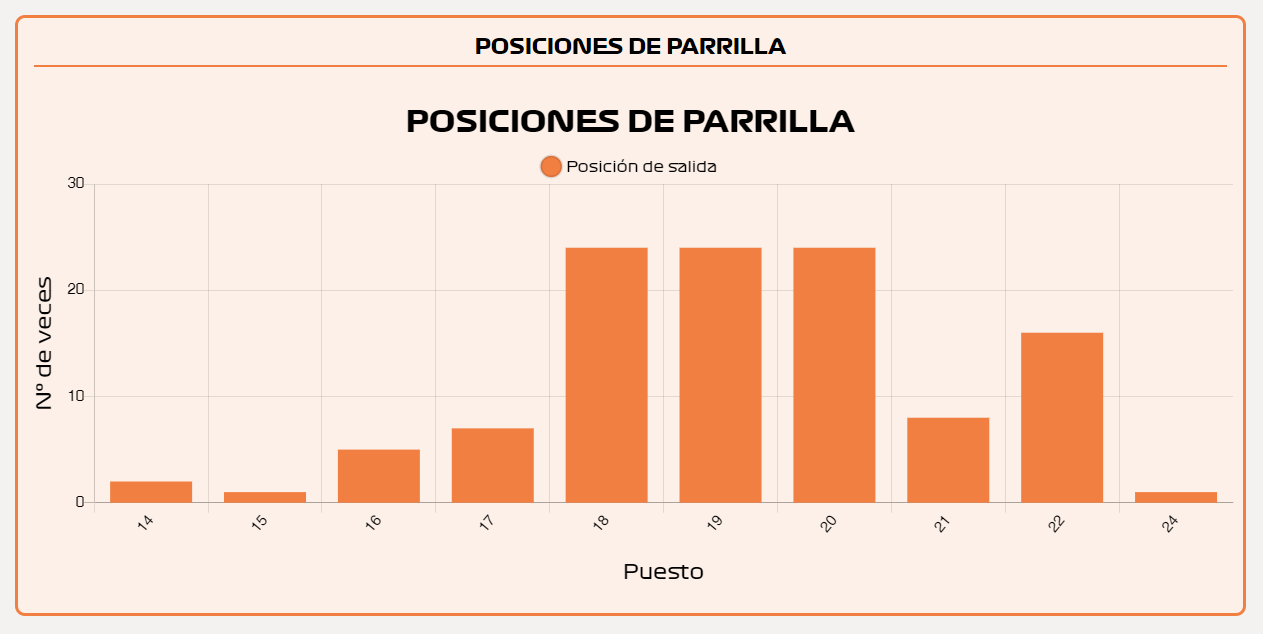 POSICIONES DE PARRILLA
POSICIONES DE PARRILLA
Posición de salida
30
20
10
0
Nº de veces
14 15 16 17 18 19 20 21 22 24
Puesto